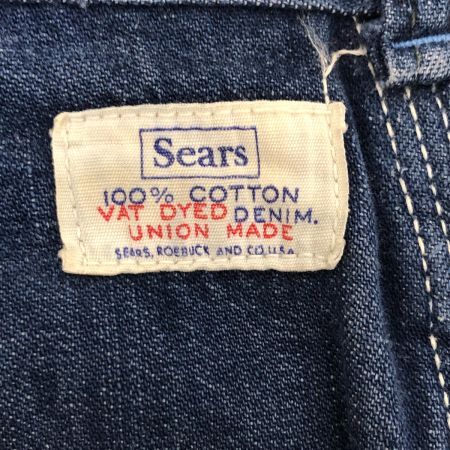 Sears
100% COTTON
VAT DYED DENIM.
UNION MADE
SEARS, ROEBUCK AND CO. U.S.A.